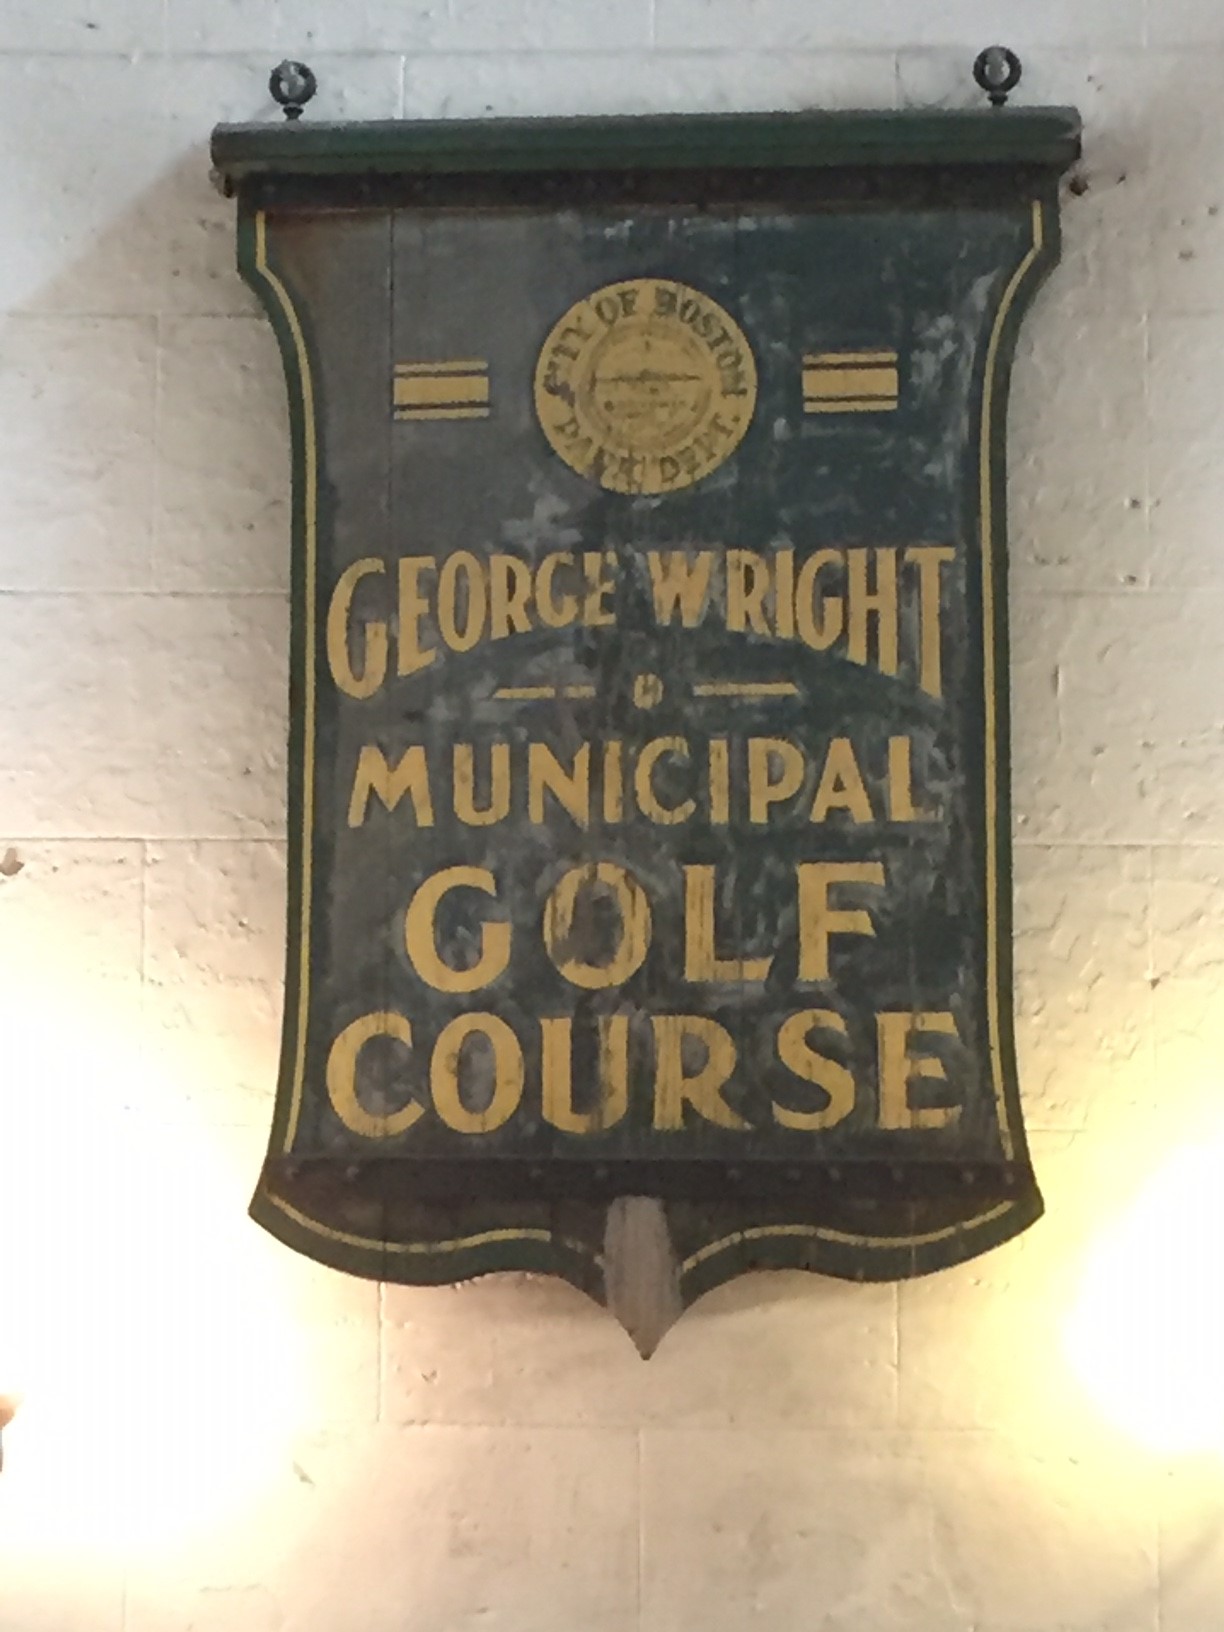 CITY OF BOSTON
PARK DEPT.
GEORGE WRIGHT
MUNICIPAL
GOLF
COURSE